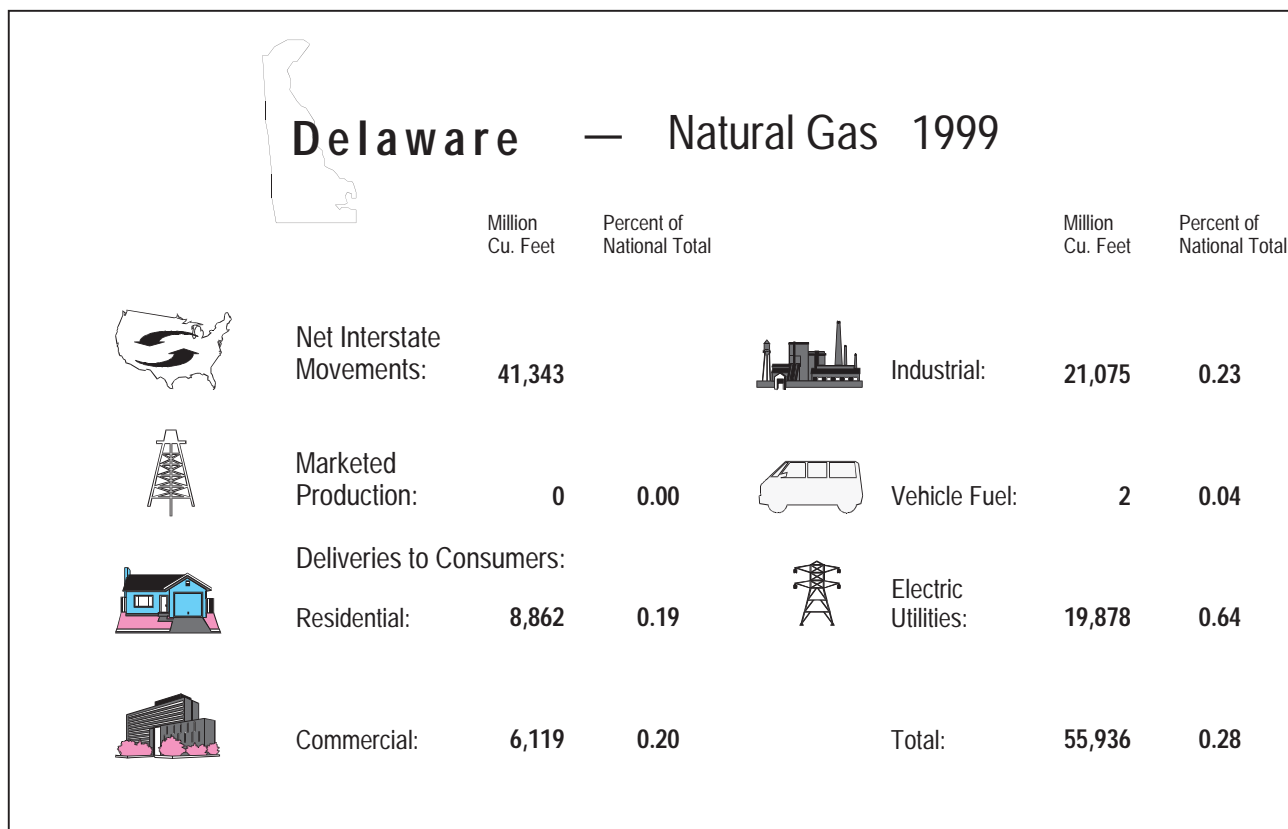 Delaware — Natural Gas 1999
Million Cu. Feet
Percent of National Total
Million Cu. Feet
Percent of National Total
Net Interstate
Movements: 41,343
Marketed
Production: 0 0.00
Deliveries to Consumers:
Residential: 8,862 0.19
Commercial: 6,119 0.20
Industrial: 21,075 0.23
Vehicle Fuel: 2 0.04
Electric
Utilities: 19,878 0.64
Total: 55,936 0.28